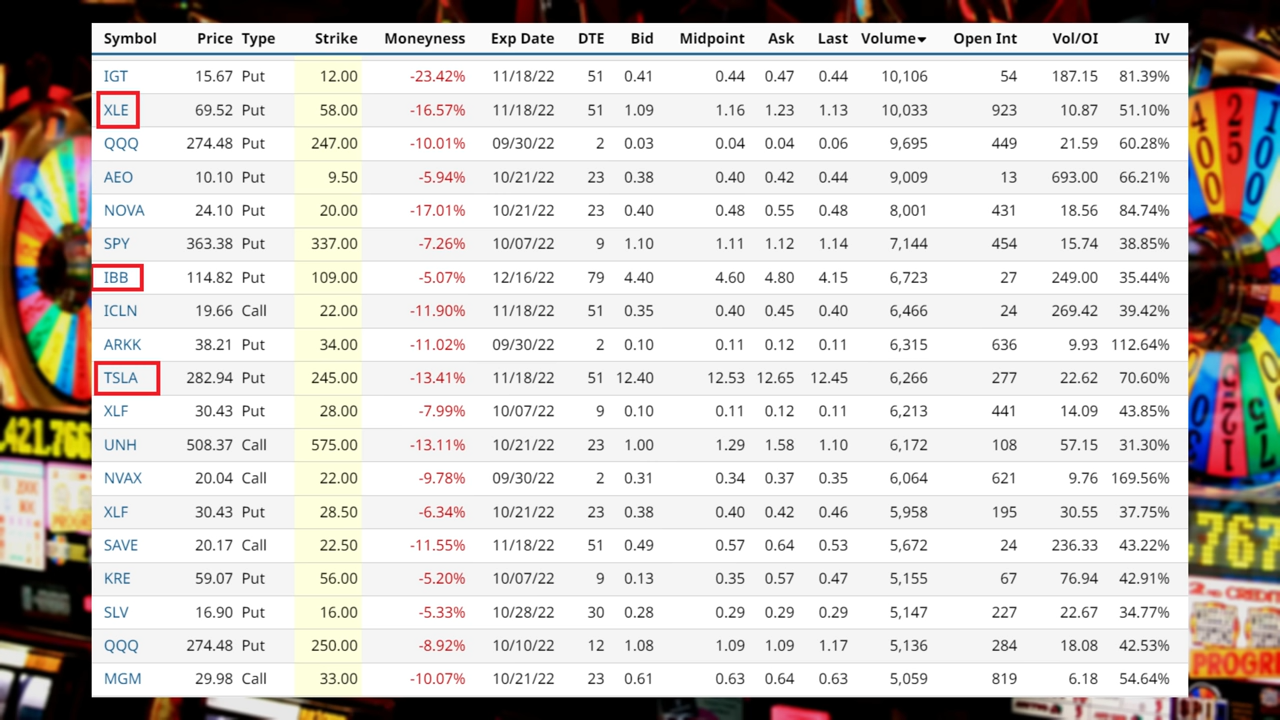 Symbol Price Type Strike Moneyness Exp Date DTE Bid Midpoint Ask Last Volume Open Int Vol/OI IV
IGT 15.67 Put 12.00 -23.42% 11/18/22 51 0.41 0.44 0.47 0.44 10,106 54 187.15 81.39%
XLE 69.52 Put 58.00 -16.57% 11/18/22 51 1.09 1.16 1.23 1.13 10,033 923 10.87 51.10%
QQQ 274.48 Put 247.00 -10.01% 09/30/22 2 0.03 0.04 0.04 0.06 9,695 449 21.59 60.28%
AEO 10.10 Put 9.50 -5.94% 10/21/22 23 0.38 0.40 0.42 0.44 9,009 13 693.00 66.21%
NOVA 24.10 Put 20.00 -17.01% 10/21/22 23 0.40 0.48 0.55 0.48 8,001 431 18.56 84.74%
SPY 363.38 Put 337.00 -7.26% 10/07/22 9 1.10 1.11 1.12 1.14 7,144 454 15.74 38.85%
IBB 114.82 Put 109.00 -5.07% 12/16/22 79 4.40 4.60 4.80 4.15 6,723 27 249.00 35.44%
ICLN 19.66 Call 22.00 -11.90% 11/18/22 51 0.35 0.40 0.45 0.40 6,466 24 269.42 39.42%
ARKK 38.21 Put 34.00 -11.02% 09/30/22 2 0.10 0.11 0.12 0.11 6,315 636 9.93 112.64%
TSLA 282.94 Put 245.00 -13.41% 11/18/22 51 12.40 12.53 12.65 12.45 6,266 277 22.62 70.60%
XLF 30.43 Put 28.00 -7.99% 10/07/22 9 0.10 0.11 0.12 0.11 6,213 441 14.09 43.85%
UNH 508.37 Call 575.00 -13.11% 10/21/22 23 1.00 1.29 1.58 1.10 6,172 108 57.15 31.30%
NVAX 20.04 Call 22.00 -9.78% 09/30/22 2 0.31 0.34 0.37 0.35 6,064 621 9.76 169.56%
XLF 30.43 Put 28.50 -6.34% 10/21/22 23 0.38 0.40 0.42 0.46 5,958 195 30.55 37.75%
SAVE 20.17 Call 22.50 -11.55% 11/18/22 51 0.49 0.57 0.64 0.53 5,672 24 236.33 43.22%
KRE 59.07 Put 56.00 -5.20% 10/07/22 9 0.13 0.35 0.57 0.47 5,155 67 76.94 42.91%
SLV 16.90 Put 16.00 -5.33% 10/28/22 30 0.28 0.29 0.29 0.29 5,147 227 22.67 34.77%
QQQ 274.48 Put 250.00 -8.92% 10/10/22 12 1.08 1.09 1.09 1.17 5,136 284 18.08 42.53%
MGM 29.98 Call 33.00 -10.07% 10/21/22 23 0.61 0.63 0.64 0.63 5,059 819 6.18 54.64%
.421.766
.767
PROGR